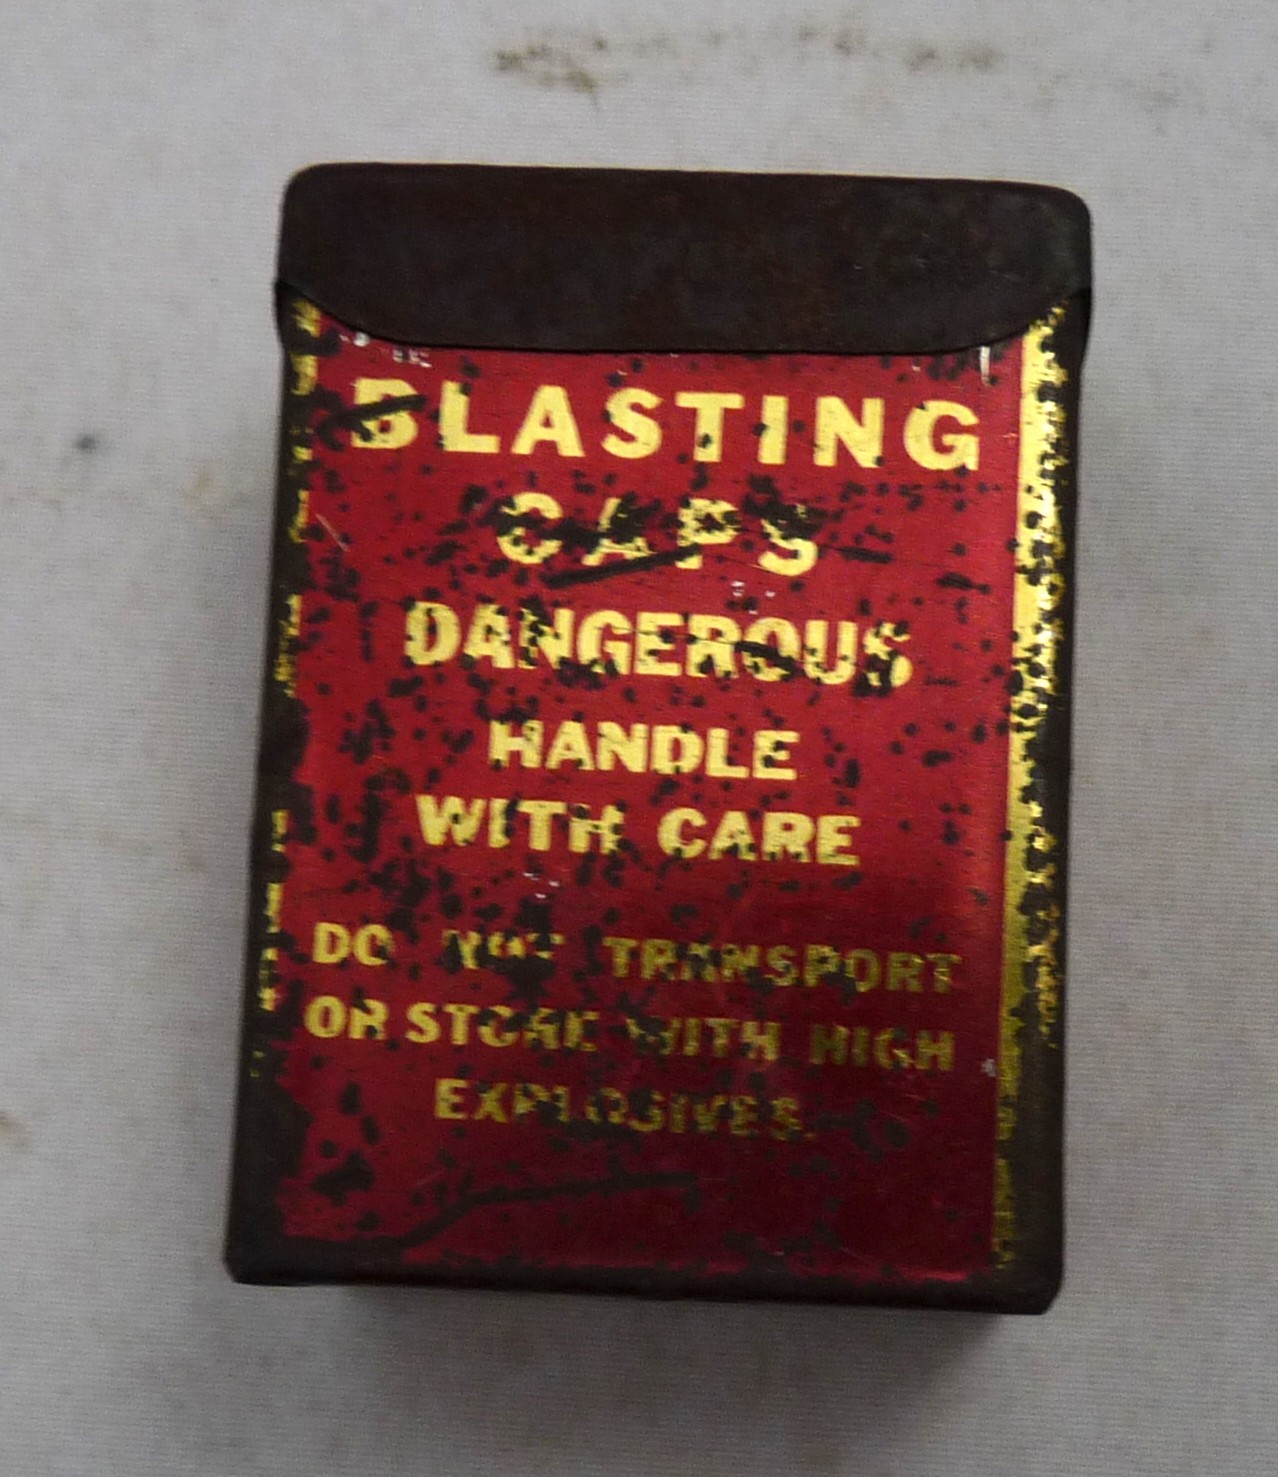 BLASTING
CAPS
DANGEROUS
HANDLE
WITH CARE
DO NOT TRANSPORT
OR STORE WITH HIGH
EXPLOSIVES.